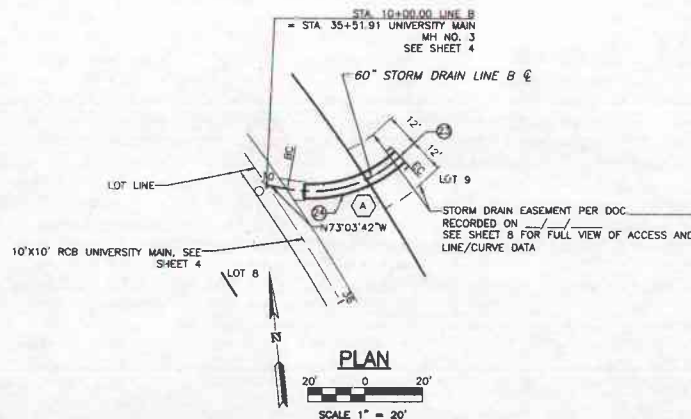 STA. 10+00.00 LINE B
= STA. 35+51.91 UNIVERSITY MAIN
MH NO. 3
SEE SHEET 4
60" STORM DRAIN LINE B ℄
12'
12'
23
BC
EC
LOT 9
LOT LINE
24
A
N73°03'42"W
STORM DRAIN EASEMENT PER DOC
RECORDED ON __/__/__
SEE SHEET 8 FOR FULL VIEW OF ACCESS AND
LINE/CURVE DATA
10'X10' RCB UNIVERSITY MAIN, SEE
SHEET 4
LOT 8
36
N
PLAN
20' 0 20'
SCALE 1" = 20'